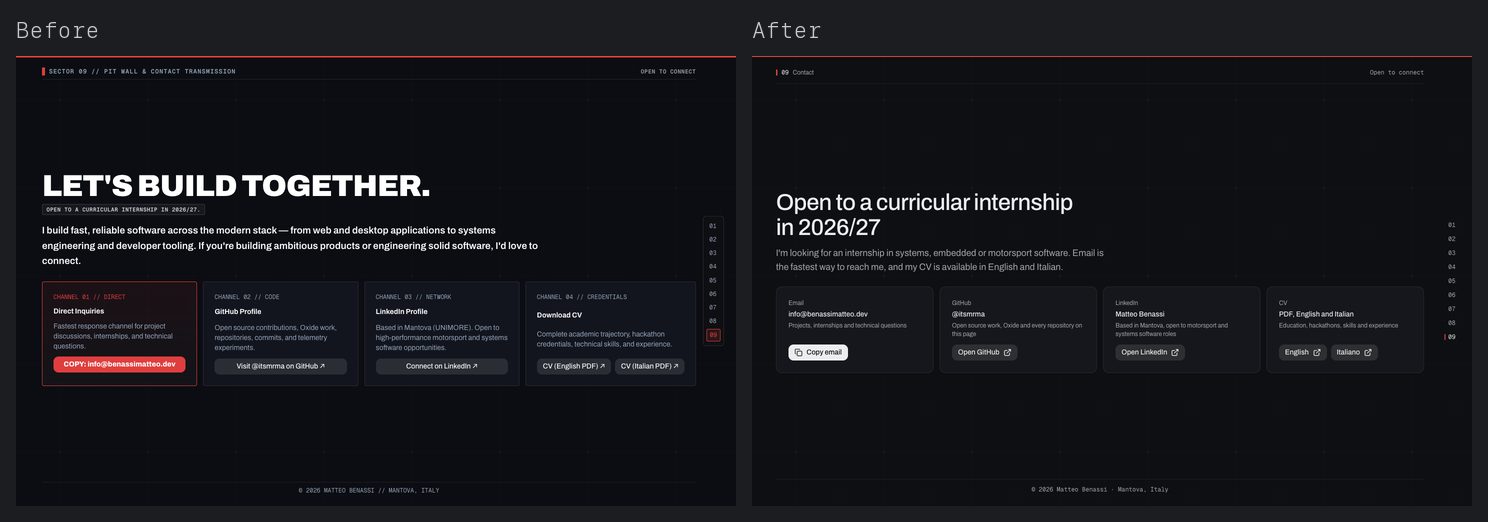 Before
SECTOR 09 // PIT WALL & CONTACT TRANSMISSION
OPEN TO CONNECT
LET'S BUILD TOGETHER.
OPEN TO A CURRICULAR INTERNSHIP IN 2026/27.
I build fast, reliable software across the modern stack — from web and desktop applications to systems
engineering and developer tooling. If you're building ambitious products or engineering solid software, I'd love to
connect.
CHANNEL 01 // DIRECT
Direct Inquiries
Fastest response channel for project
discussions, internships, and technical
questions.
COPY: info@benassimatteo.dev
CHANNEL 02 // CODE
GitHub Profile
Open source contributions, Oxide work,
repositories, commits, and telemetry
experiments.
Visit @itsmrma on GitHub ↗
CHANNEL 03 // NETWORK
LinkedIn Profile
Based in Mantova (UNIMORE). Open to
high-performance motorsport and systems
software opportunities.
Connect on LinkedIn ↗
CHANNEL 04 // CREDENTIALS
Download CV
Complete academic trajectory, hackathon
credentials, technical skills, and experience.
CV (English PDF) ↗
CV (Italian PDF) ↗
01
02
03
04
05
06
07
08
09
© 2026 MATTEO BENASSI // MANTOVA, ITALY
After
09 Contact
Open to connect
Open to a curricular internship
in 2026/27
I'm looking for an internship in systems, embedded or motorsport software. Email is
the fastest way to reach me, and my CV is available in English and Italian.
Email
info@benassimatteo.dev
Projects, internships and technical questions
Copy email
GitHub
@itsmrma
Open source work, Oxide and every repository on
this page
Open GitHub
LinkedIn
Matteo Benassi
Based in Mantova, open to motorsport and
systems software roles
Open LinkedIn
CV
PDF, English and Italian
Education, hackathons, skills and experience
English
Italiano
01
02
03
04
05
06
07
08
09
© 2026 Matteo Benassi · Mantova, Italy